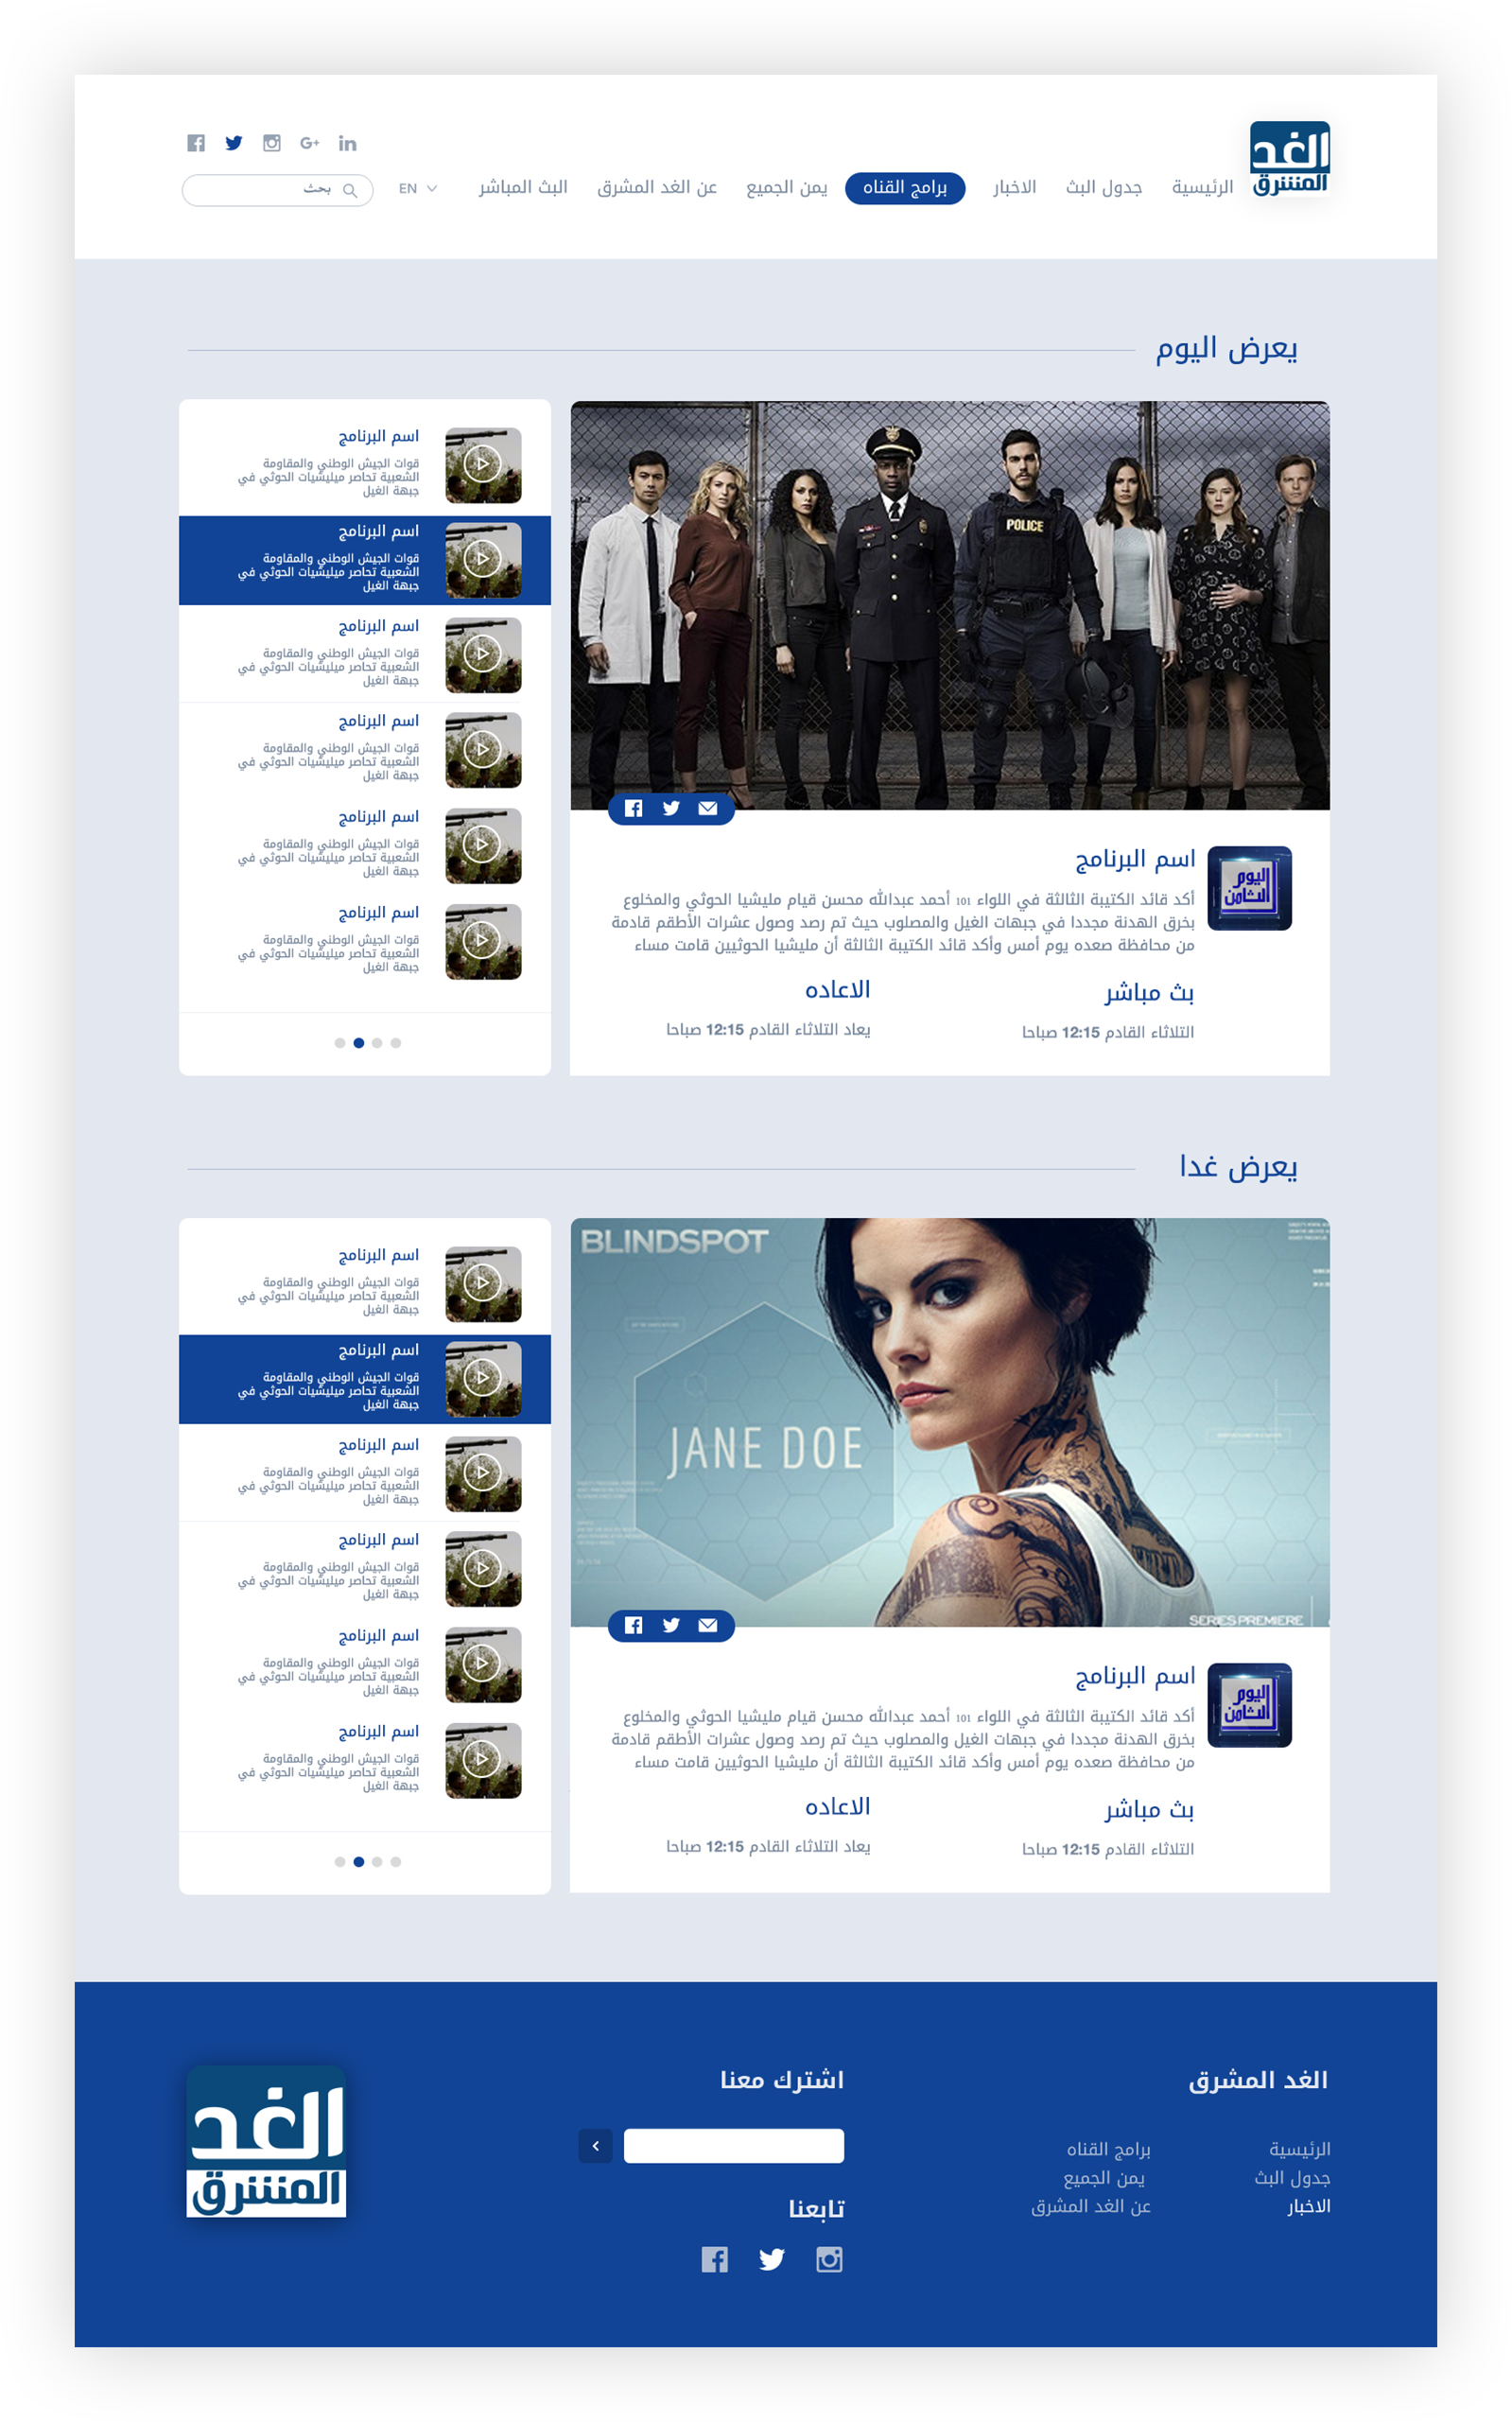 الغد
المشرق
الرئيسية
جدول البث
الاخبار
برامج القناه
يمن الجميع
عن الغد المشرق
البث المباشر
EN
بحث
يعرض اليوم
POLICE
اليوم
الثامن
اسم البرنامج
أكد قائد الكتيبة الثالثة في اللواء 101 أحمد عبدالله محسن قيام مليشيا الحوثي والمخلوع
بخرق الهدنة مجددا في جبهات الغيل والمصلوب حيث تم رصد وصول عشرات الأطقم قادمة
من محافظة صعده يوم أمس وأكد قائد الكتيبة الثالثة أن مليشيا الحوثيين قامت مساء
بث مباشر
التلاثاء القادم 12:15 صباحا
الاعاده
يعاد التلاثاء القادم 12:15 صباحا
اسم البرنامج
قوات الجيش الوطني والمقاومة
الشعبية تحاصر ميليشيات الحوثي في
جبهة الغيل
اسم البرنامج
قوات الجيش الوطني والمقاومة
الشعبية تحاصر ميليشيات الحوثي في
جبهة الغيل
اسم البرنامج
قوات الجيش الوطني والمقاومة
الشعبية تحاصر ميليشيات الحوثي في
جبهة الغيل
اسم البرنامج
قوات الجيش الوطني والمقاومة
الشعبية تحاصر ميليشيات الحوثي في
جبهة الغيل
اسم البرنامج
قوات الجيش الوطني والمقاومة
الشعبية تحاصر ميليشيات الحوثي في
جبهة الغيل
اسم البرنامج
قوات الجيش الوطني والمقاومة
الشعبية تحاصر ميليشيات الحوثي في
جبهة الغيل
يعرض غدا
BLINDSPOT
JANE DOE
SERIES PREMIERE
اليوم
الثامن
اسم البرنامج
أكد قائد الكتيبة الثالثة في اللواء 101 أحمد عبدالله محسن قيام مليشيا الحوثي والمخلوع
بخرق الهدنة مجددا في جبهات الغيل والمصلوب حيث تم رصد وصول عشرات الأطقم قادمة
من محافظة صعده يوم أمس وأكد قائد الكتيبة الثالثة أن مليشيا الحوثيين قامت مساء
بث مباشر
التلاثاء القادم 12:15 صباحا
الاعاده
يعاد التلاثاء القادم 12:15 صباحا
اسم البرنامج
قوات الجيش الوطني والمقاومة
الشعبية تحاصر ميليشيات الحوثي في
جبهة الغيل
اسم البرنامج
قوات الجيش الوطني والمقاومة
الشعبية تحاصر ميليشيات الحوثي في
جبهة الغيل
اسم البرنامج
قوات الجيش الوطني والمقاومة
الشعبية تحاصر ميليشيات الحوثي في
جبهة الغيل
اسم البرنامج
قوات الجيش الوطني والمقاومة
الشعبية تحاصر ميليشيات الحوثي في
جبهة الغيل
اسم البرنامج
قوات الجيش الوطني والمقاومة
الشعبية تحاصر ميليشيات الحوثي في
جبهة الغيل
اسم البرنامج
قوات الجيش الوطني والمقاومة
الشعبية تحاصر ميليشيات الحوثي في
جبهة الغيل
الغد المشرق
الرئيسية
جدول البث
الاخبار
برامج القناه
يمن الجميع
عن الغد المشرق
اشترك معنا
تابعنا
الغد
المشرق